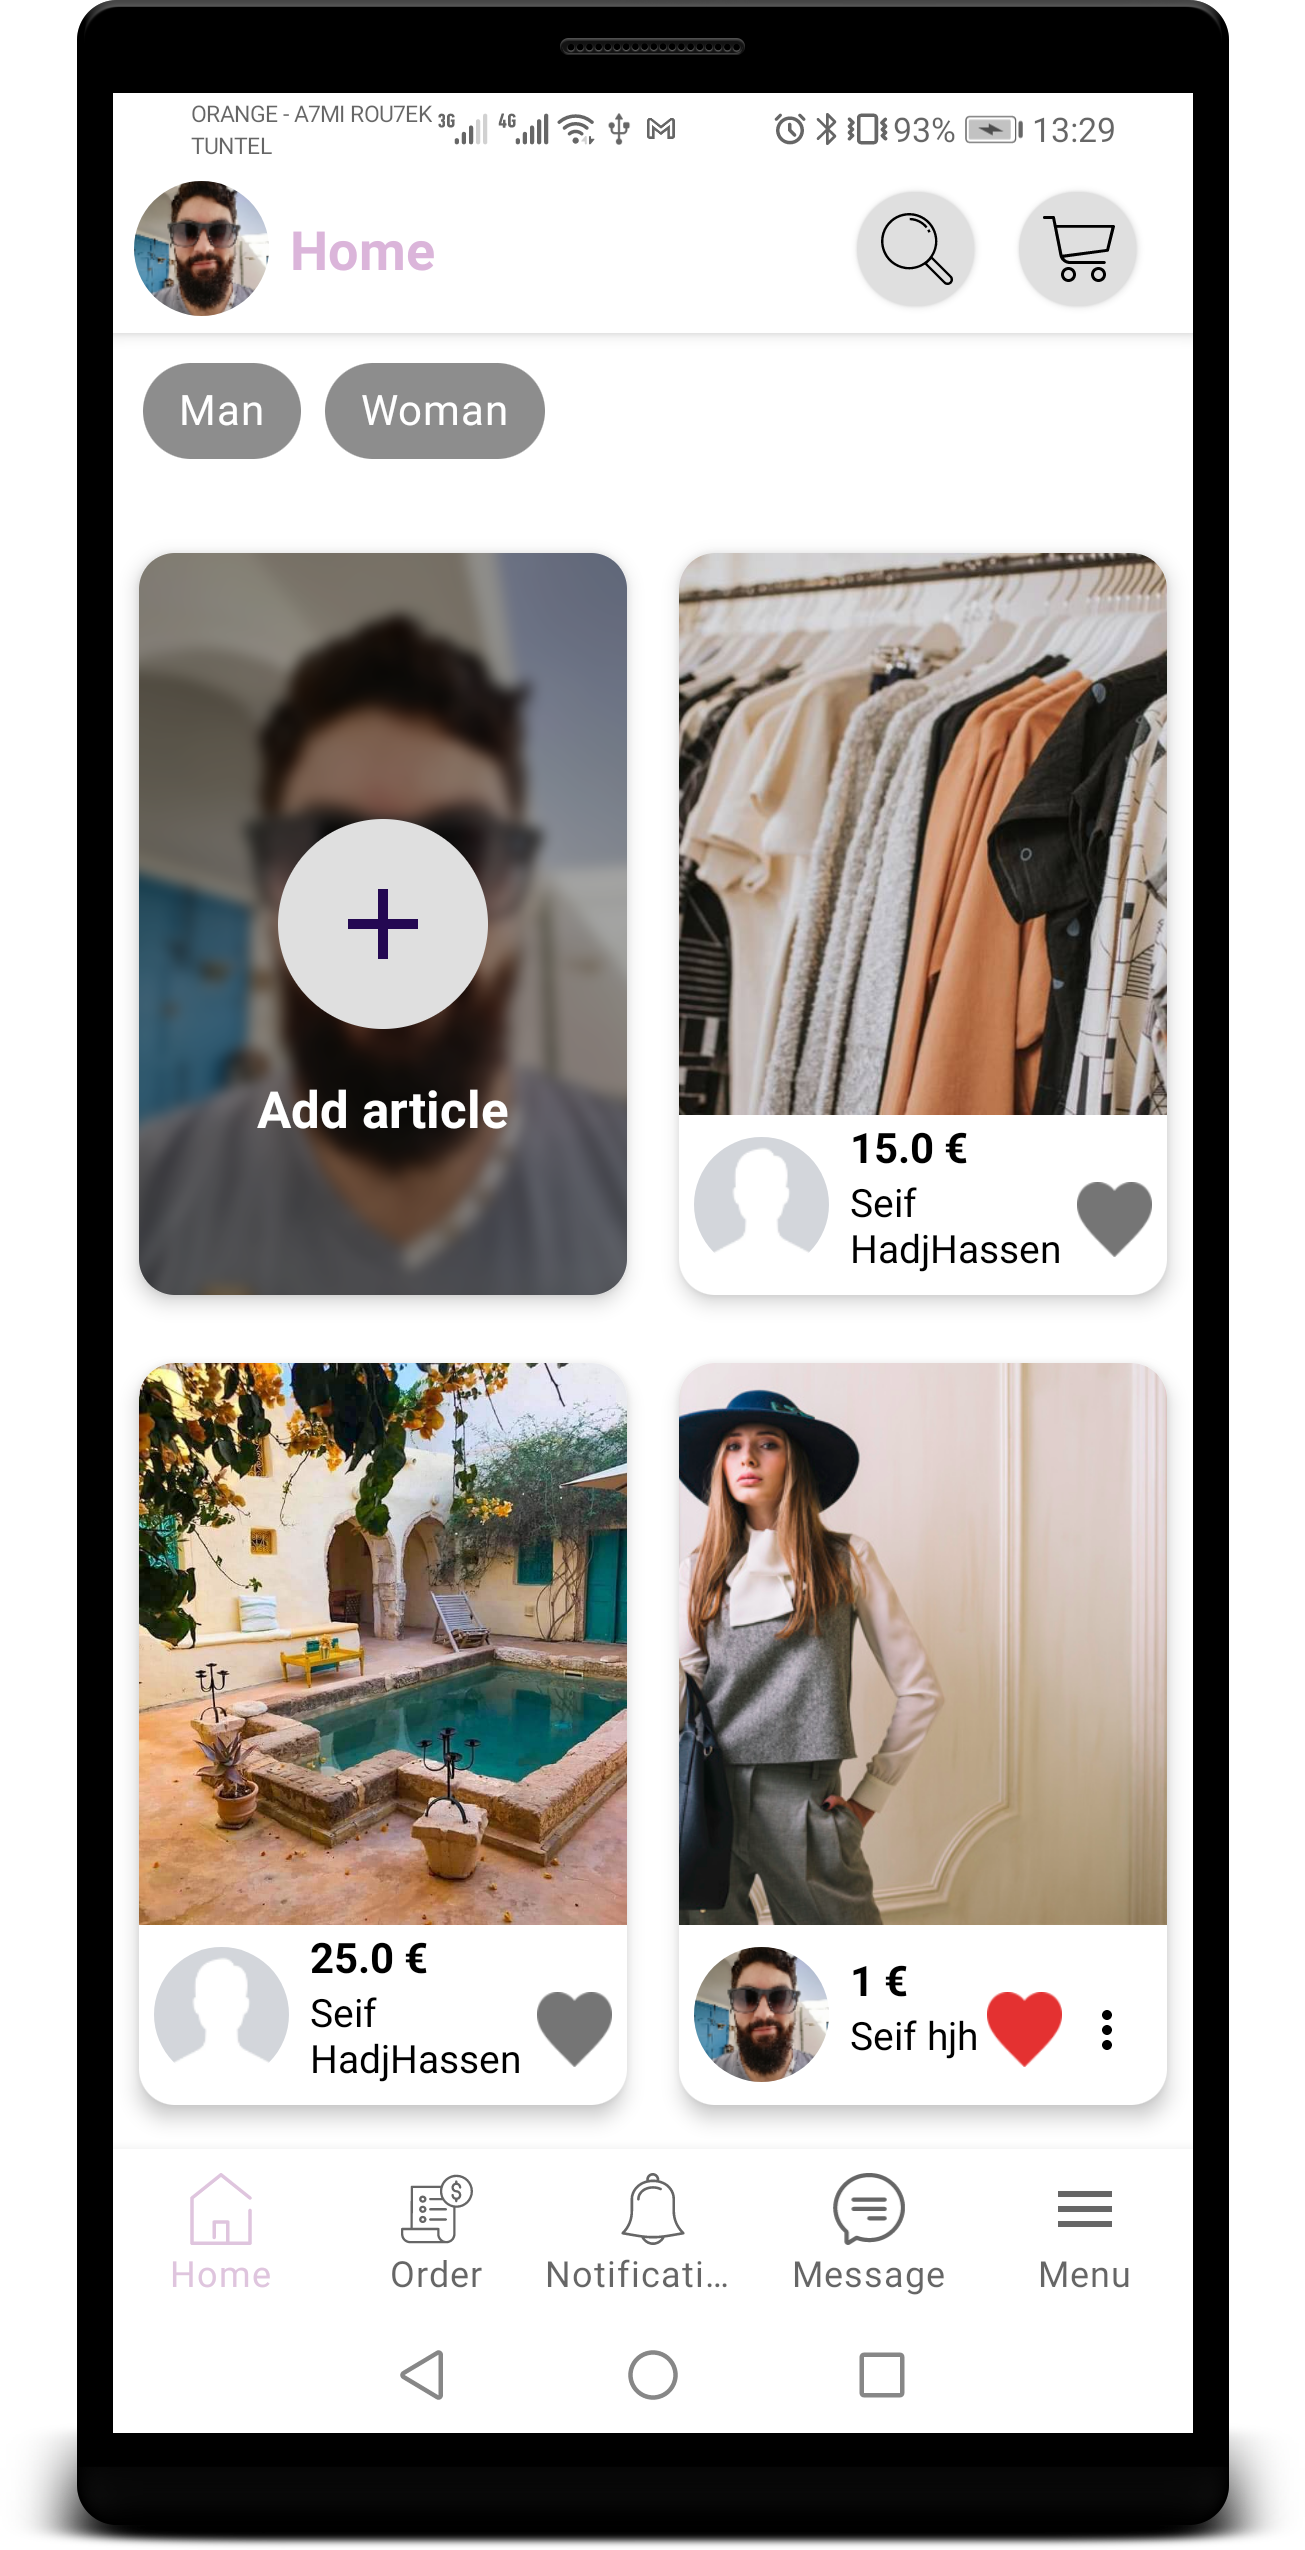 ORANGE - A7MI ROU7EK
TUNTEL
3G 4G 93% 13:29
Home
Man Woman
Add article
15.0 €
Seif
HadjHassen
25.0 €
Seif
HadjHassen
1 €
Seif hjh
Home Order Notificati... Message Menu